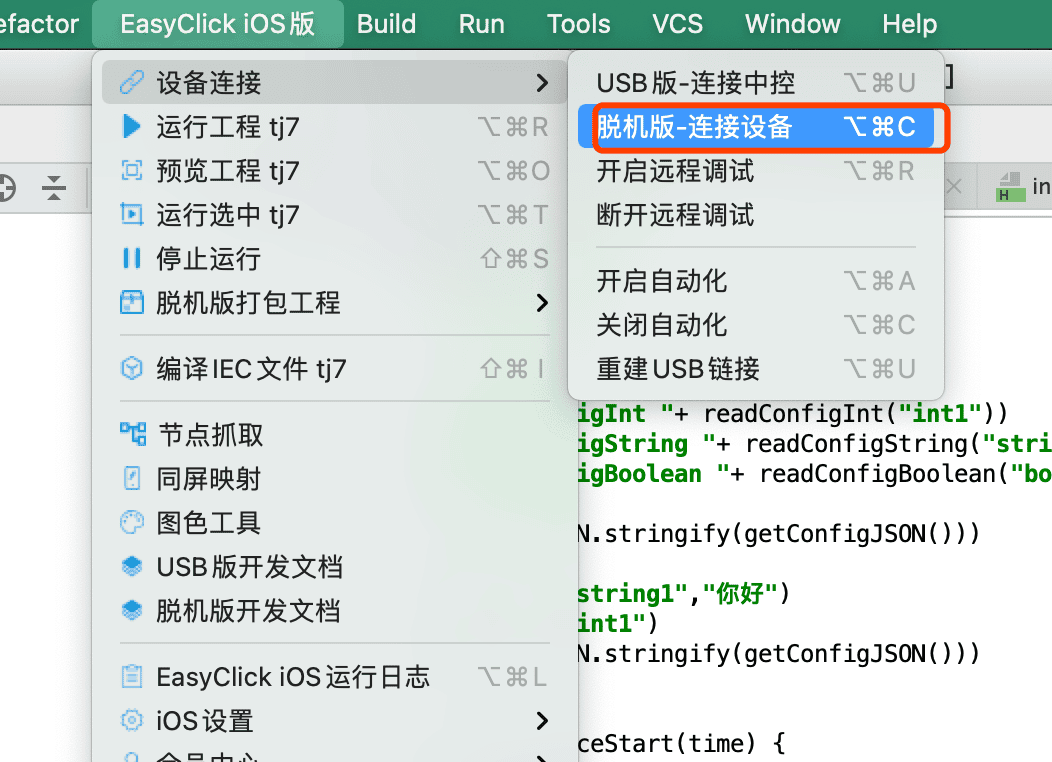 efactor EasyClick iOS版 Build Run Tools VCS Window Help
设备连接
运行工程 tj7 ⌥⌘R
预览工程 tj7 ⌥⌘O
运行选中 tj7 ⌥⌘T
停止运行 ⇧⌘S
脱机版打包工程
编译IEC文件 tj7 ⇧⌘I
节点抓取
同屏映射
图色工具
USB版开发文档
脱机版开发文档
EasyClick iOS运行日志 ⌥⌘L
iOS设置
会员中心
USB版-连接中控 ⌥⌘U
脱机版-连接设备 ⌥⌘C
开启远程调试 ⌥⌘R
断开远程调试
开启自动化 ⌥⌘A
关闭自动化 ⌥⌘C
重建USB链接 ⌥⌘U
]
H in
igInt "+ readConfigInt("int1"))
igString "+ readConfigString("stri
igBoolean "+ readConfigBoolean("bo
N.stringify(getConfigJSON()))
string1","你好")
int1")
N.stringify(getConfigJSON()))
ceStart(time) {